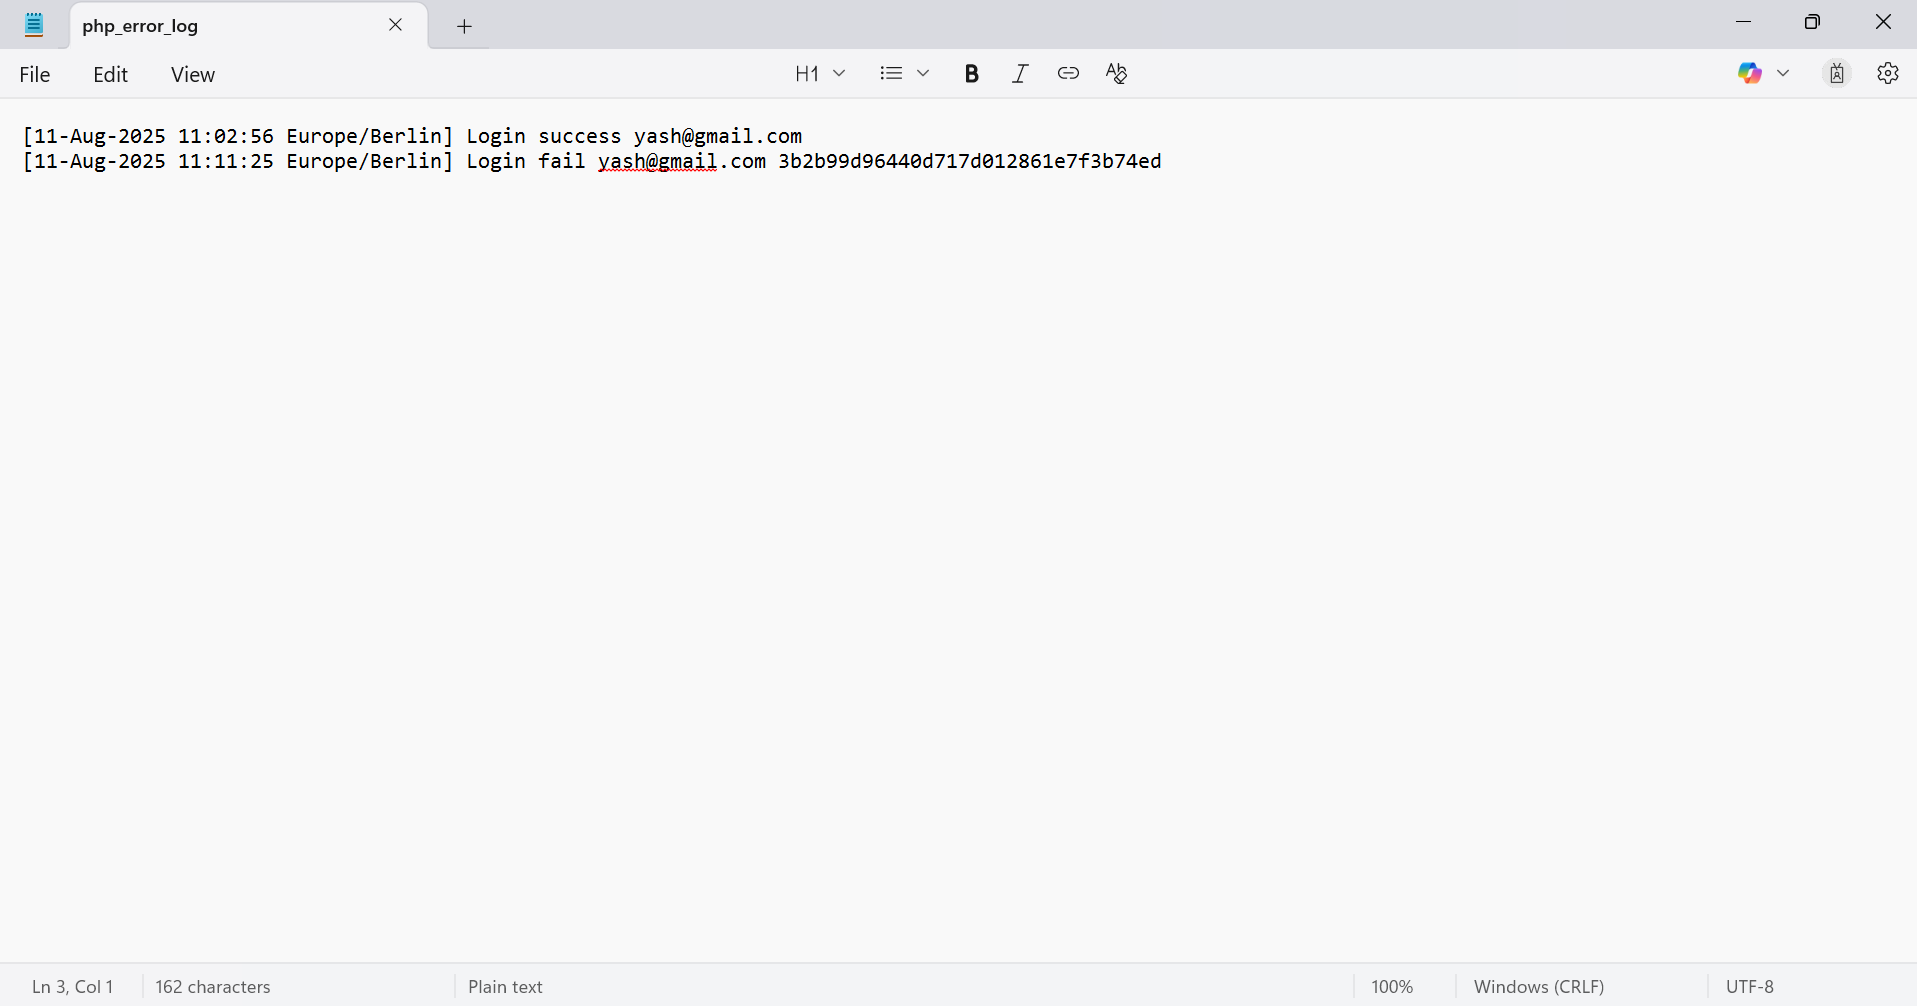 php_error_log
File Edit View H1 B I
[11-Aug-2025 11:02:56 Europe/Berlin] Login success yash@gmail.com
[11-Aug-2025 11:11:25 Europe/Berlin] Login fail yash@gmail.com 3b2b99d96440d717d012861e7f3b74ed
Ln 3, Col 1 162 characters Plain text 100% Windows (CRLF) UTF-8